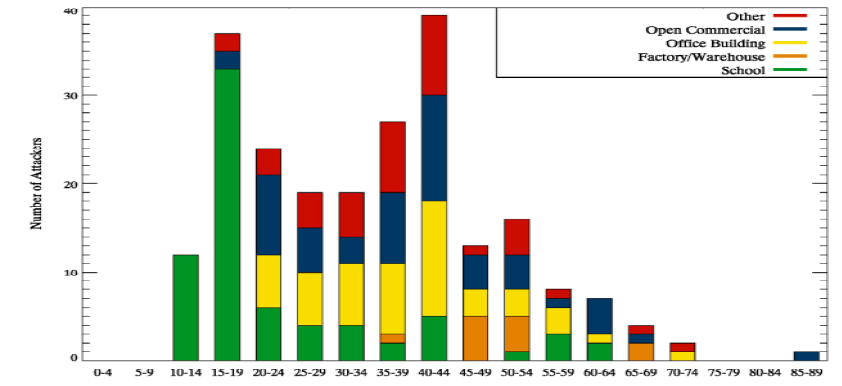 40
30
20
10
0
Number of Attackers
Other
Open Commercial
Office Building
Factory/Warehouse
School
0-4 5-9 10-14 15-19 20-24 25-29 30-34 35-39 40-44 45-49 50-54 55-59 60-64 65-69 70-74 75-79 80-84 85-89